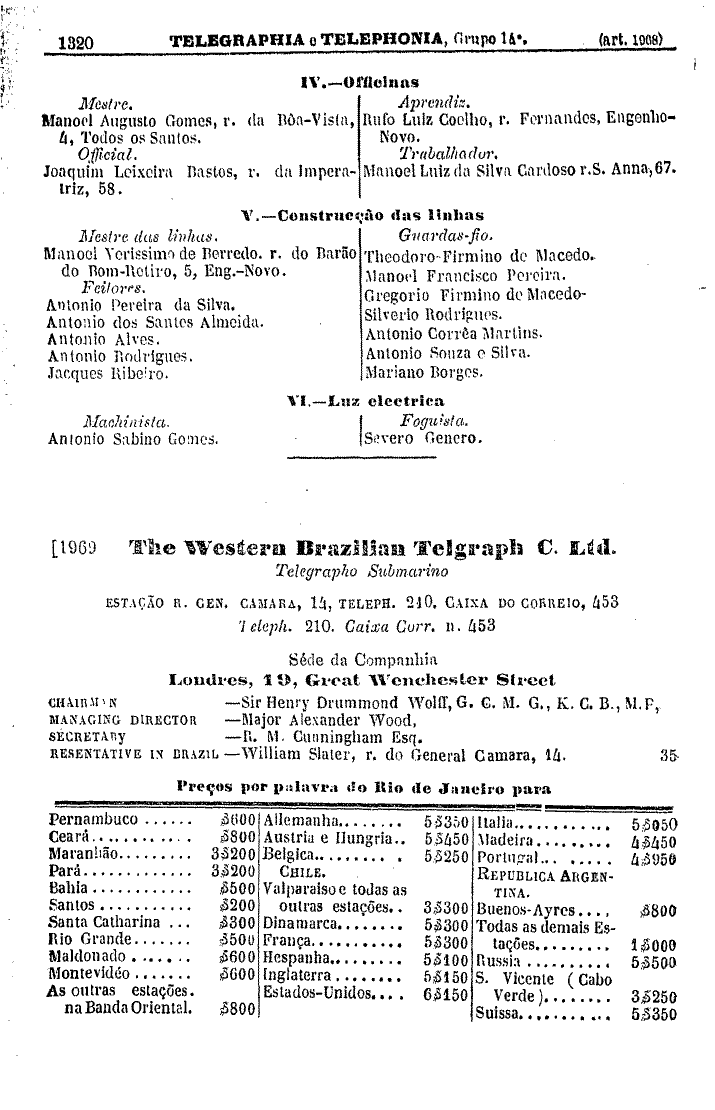 1320 TELEGRAPHIA e TELEPHONIA, Grupo 14º. (art. 1968)
IV.—Officinas
Mestre.
Manoel Augusto Gomes, r. da Bôa-Vista,
4, Todos os Santos.
Official.
Joaquim Leixeira Bastos, r. da Impera-
triz, 58.
Aprendiz.
Rufo Luiz Coelho, r. Fernandes, Engenho-
Novo.
Trabalhador.
Manoel Luiz da Silva Cardoso r. S. Anna, 67.
V.—Construcção das linhas
Mestre das linhas.
Manoel Verissimo de Berredo. r. do Barão
do Bom-Retiro, 5, Eng.-Novo.
Feitores.
Antonio Pereira da Silva.
Antonio dos Santos Almeida.
Antonio Alves.
Antonio Rodrigues.
Jacques Ribeiro.
Guardas-fio.
Theodoro-Firmino de Macedo.
Manoel Francisco Pereira.
Gregorio Firmino de Macedo-
Silverio Rodrigues.
Antonio Corrêa Martins.
Antonio Souza e Silva.
Mariano Borges.
VI.—Luz electrica
Machinista.
Antonio Sabino Gomes.
Foguista.
Severo Genero.
[1969 The Western Brazilian Telgraph C. Ltd.
Telegrapho Submarino
ESTAÇÃO R. GEN. CAMARA, 14, TELEPH. 210, CAIXA DO CORREIO, 453
Teleph. 210. Caixa Corr. n. 453
Séde da Companhia
Londres, 19, Great Wenchester Street
CHAIRMAN —Sir Henry Drummond Wolff, G. C. M. G., K. C. B., M. F,
MANAGING DIRECTOR —Major Alexander Wood,
SECRETARY —R. M. Cunningham Esq.
RESENTATIVE IN BRAZIL —William Slater, r. do General Camara, 14. 35
Preços por palavra do Rio de Janeiro para
Pernambuco ...... $600
Ceará............ $800
Maranhão......... 3$200
Pará............. 3$200
Bahia ............ $500
Santos ........... $200
Santa Catharina ... $300
Rio Grande....... $500
Maldonado ....... $600
Montevidéo ....... $600
As outras estações.
na Banda Oriental. $800
Allemanha........ 5$350
Austria e Hungria.. 5$450
Belgica......... . 5$250
CHILE.
Valparaiso e todas as
outras estações.. 3$300
Dinamarca........ 5$300
França........... 5$300
Hespanha......... 5$100
Inglaterra ........ 5$150
Estados-Unidos.... 6$150
Italia............ 5$050
Madeira.......... 4$450
Portugal... ...... 4$950
REPUBLICA ARGEN-
TINA.
Buenos-Ayres.... $800
Todas as demais Es-
tações......... 1$000
Russia .......... 5$500
S. Vicente ( Cabo
Verde )........ 3$250
Suissa........... 5$350